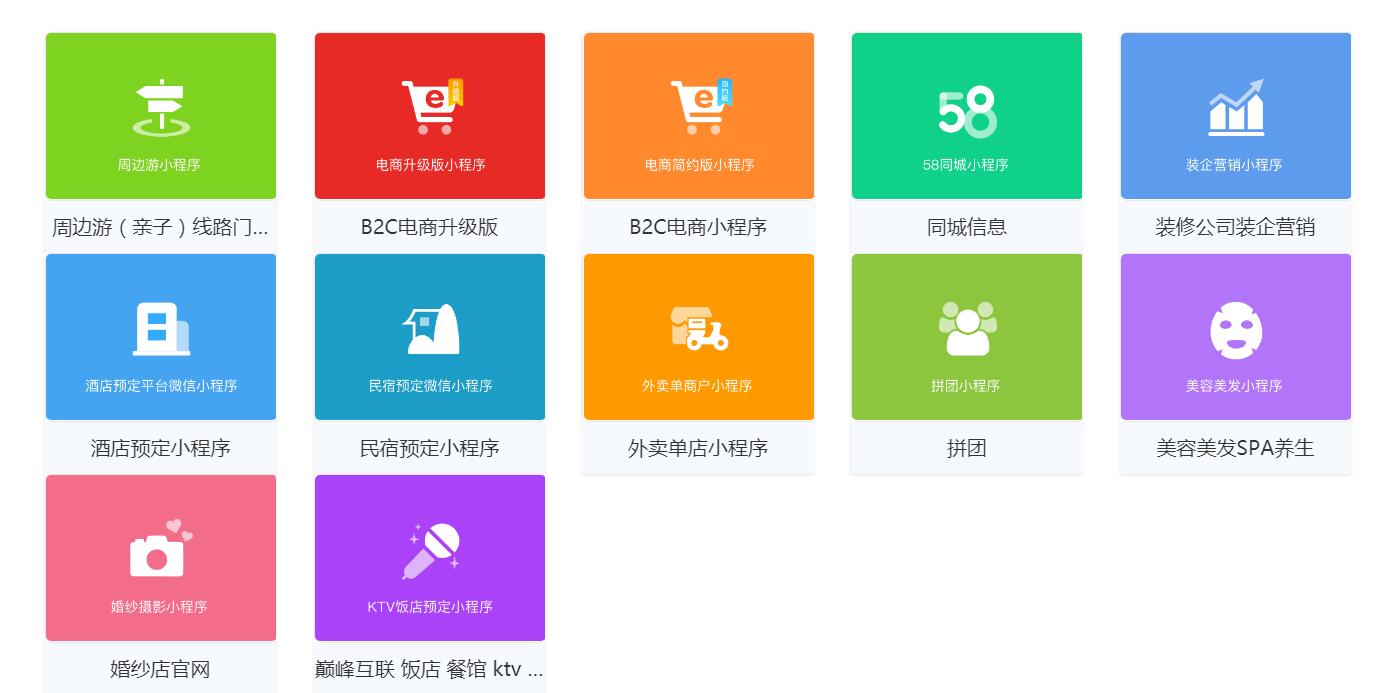 升级版
简约版
58
周边游小程序
电商升级版小程序
电商简约版小程序
58同城小程序
装企营销小程序
周边游（亲子）线路门...
B2C电商升级版
B2C电商小程序
同城信息
装修公司装企营销
酒店预定平台微信小程序
民宿预定微信小程序
外卖单商户小程序
拼团小程序
美容美发小程序
酒店预定小程序
民宿预定小程序
外卖单店小程序
拼团
美容美发SPA养生
婚纱摄影小程序
KTV饭店预定小程序
婚纱店官网
巅峰互联 饭店 餐馆 ktv ...